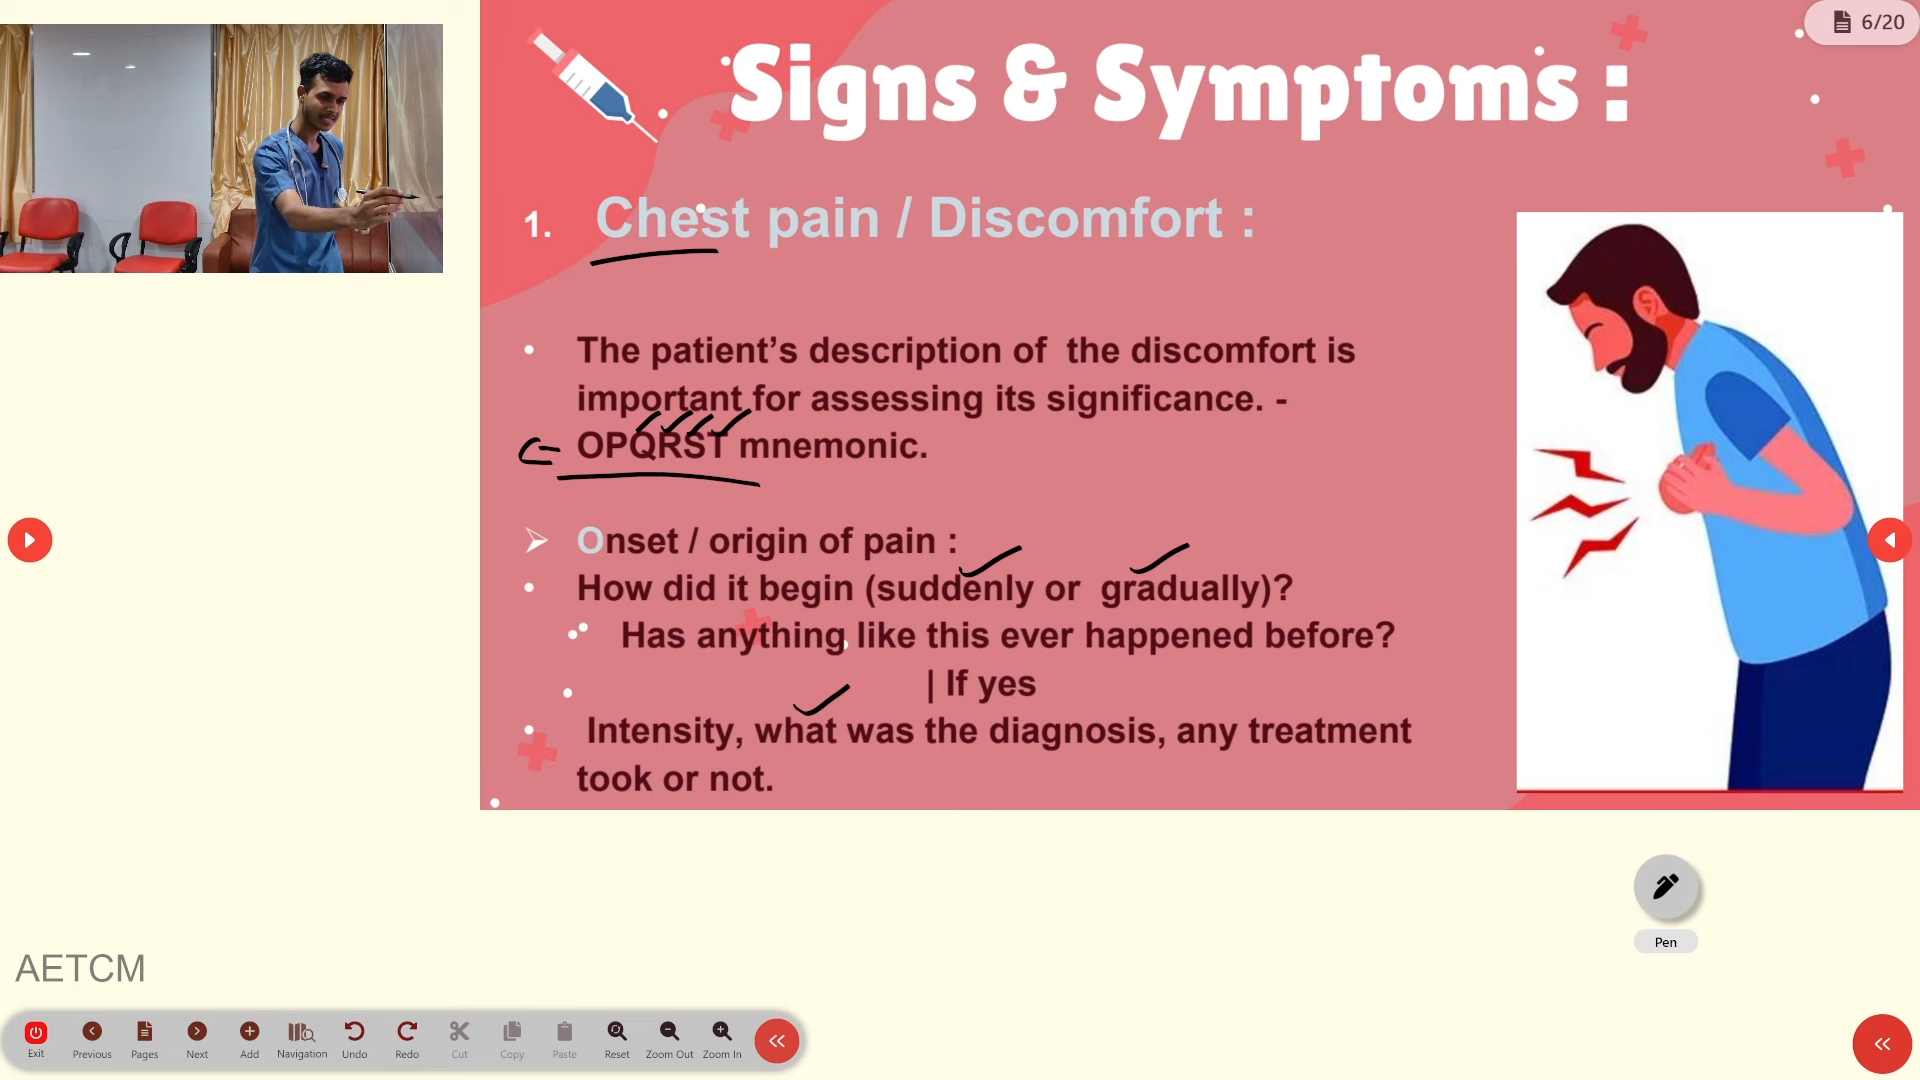 6/20
Signs & Symptoms :
1. Chest pain / Discomfort :
• The patient’s description of the discomfort is
important for assessing its significance. -
OPQRST mnemonic.
➢ Onset / origin of pain :
• How did it begin (suddenly or gradually)?
• Has anything like this ever happened before?
| If yes
• Intensity, what was the diagnosis, any treatment
took or not.
Pen
AETCM
Exit Previous Pages Next Add Navigation Undo Redo Cut Copy Paste Reset Zoom Out Zoom In